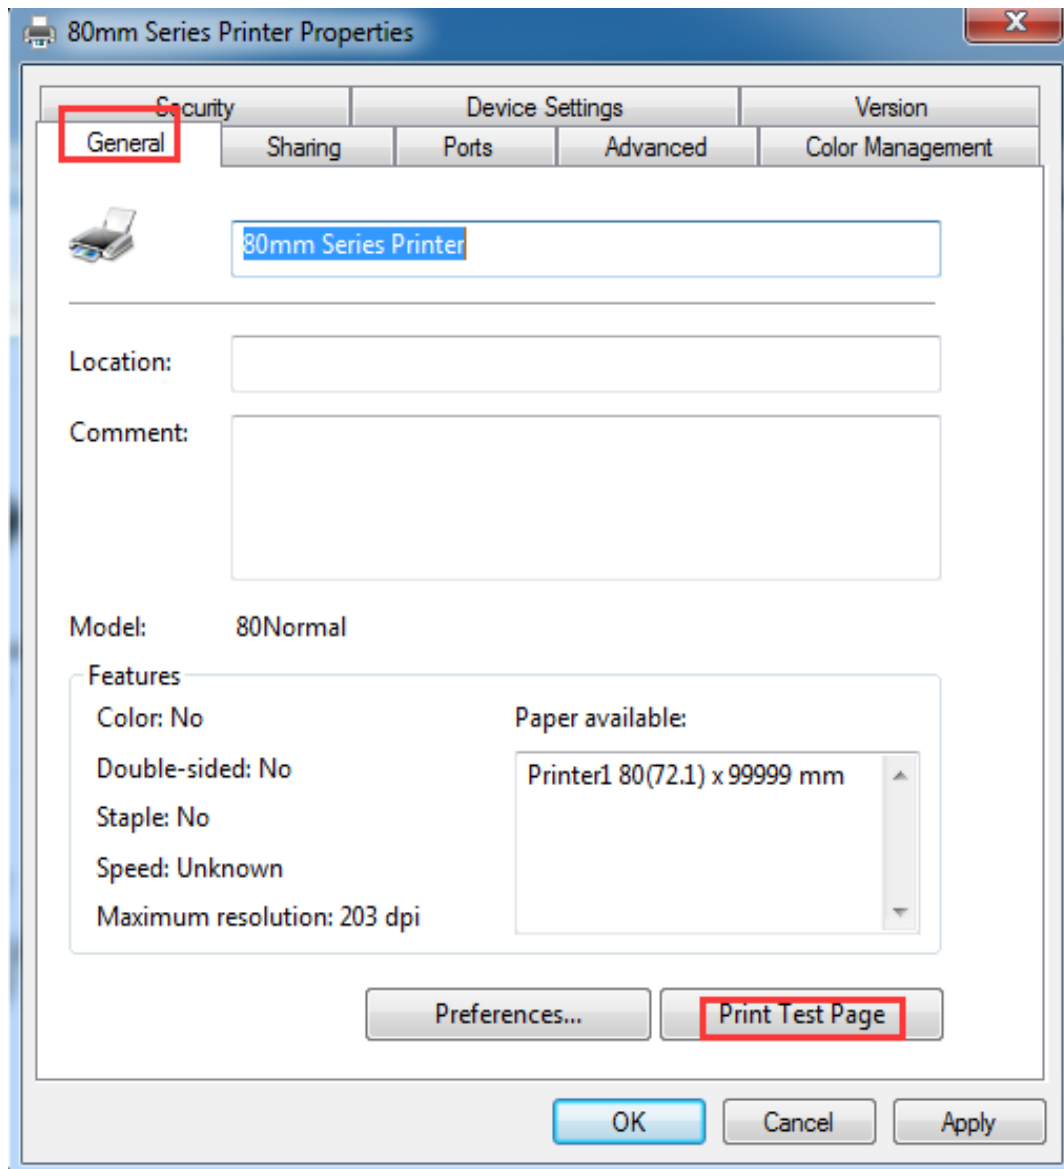 80mm Series Printer Properties
X
Security Device Settings Version
General Sharing Ports Advanced Color Management
80mm Series Printer
Location:
Comment:
Model: 80Normal
Features
Color: No Paper available:
Double-sided: No Printer1 80(72.1) x 99999 mm
Staple: No
Speed: Unknown
Maximum resolution: 203 dpi
Preferences... Print Test Page
OK Cancel Apply